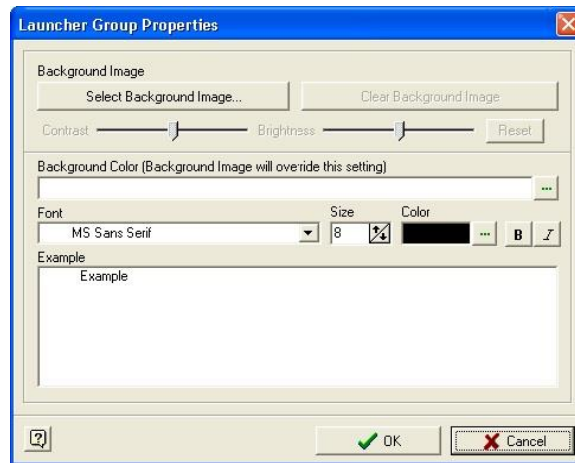 Launcher Group Properties
Background Image
Select Background Image... Clear Background Image
Contrast Brightness Reset
Background Color (Background Image will override this setting)
...
Font Size Color
MS Sans Serif 8 ... B I
Example
Example
? OK Cancel